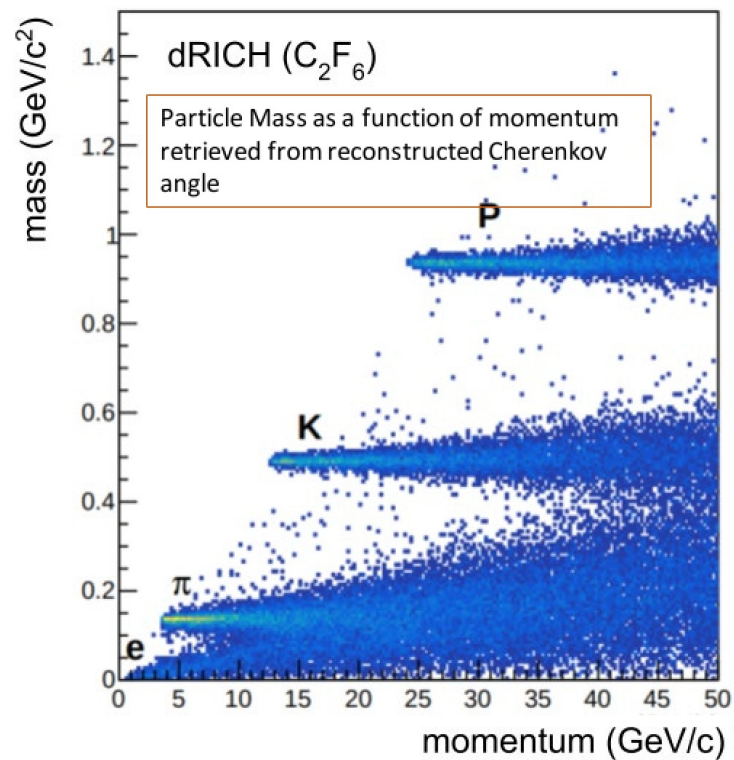 dRICH (C₂F₆)
Particle Mass as a function of momentum
retrieved from reconstructed Cherenkov
angle
mass (GeV/c²)
1.4
1.2
1
0.8
0.6
0.4
0.2
0
P
K
π
e
0 5 10 15 20 25 30 35 40 45 50
momentum (GeV/c)